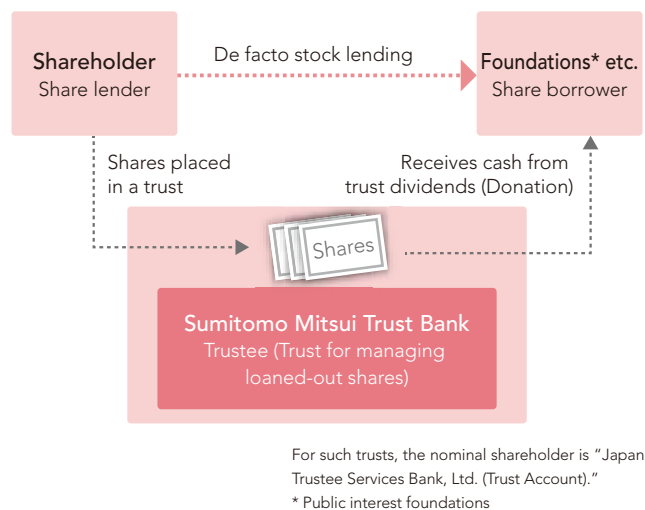 Shareholder
Share lender
De facto stock lending
Foundations* etc.
Share borrower
Shares placed
in a trust
Receives cash from
trust dividends (Donation)
Shares
Sumitomo Mitsui Trust Bank
Trustee (Trust for managing
loaned-out shares)
For such trusts, the nominal shareholder is “Japan
Trustee Services Bank, Ltd. (Trust Account).”
* Public interest foundations